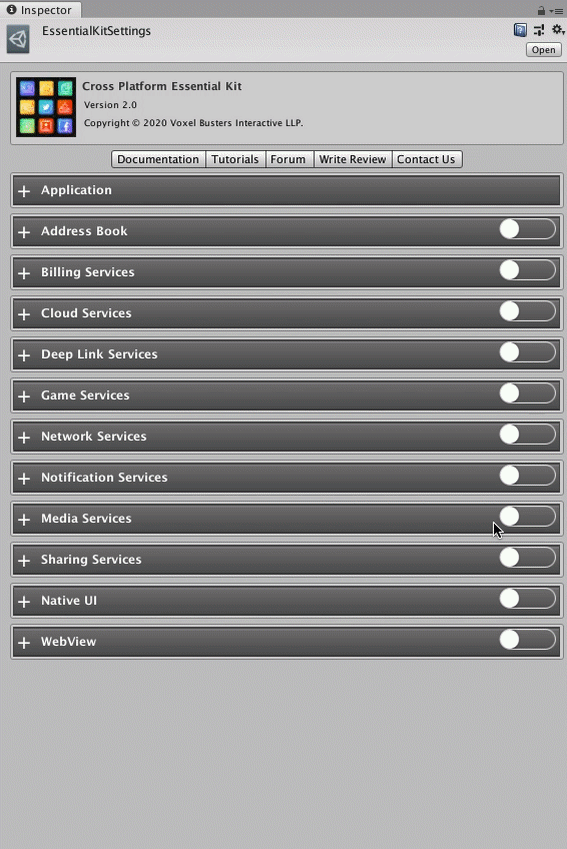 Inspector
EssentialKitSettings
Open
Cross Platform Essential Kit
Version 2.0
Copyright © 2020 Voxel Busters Interactive LLP.
Documentation Tutorials Forum Write Review Contact Us
Application
Address Book
Billing Services
Cloud Services
Deep Link Services
Game Services
Network Services
Notification Services
Media Services
Sharing Services
Native UI
WebView